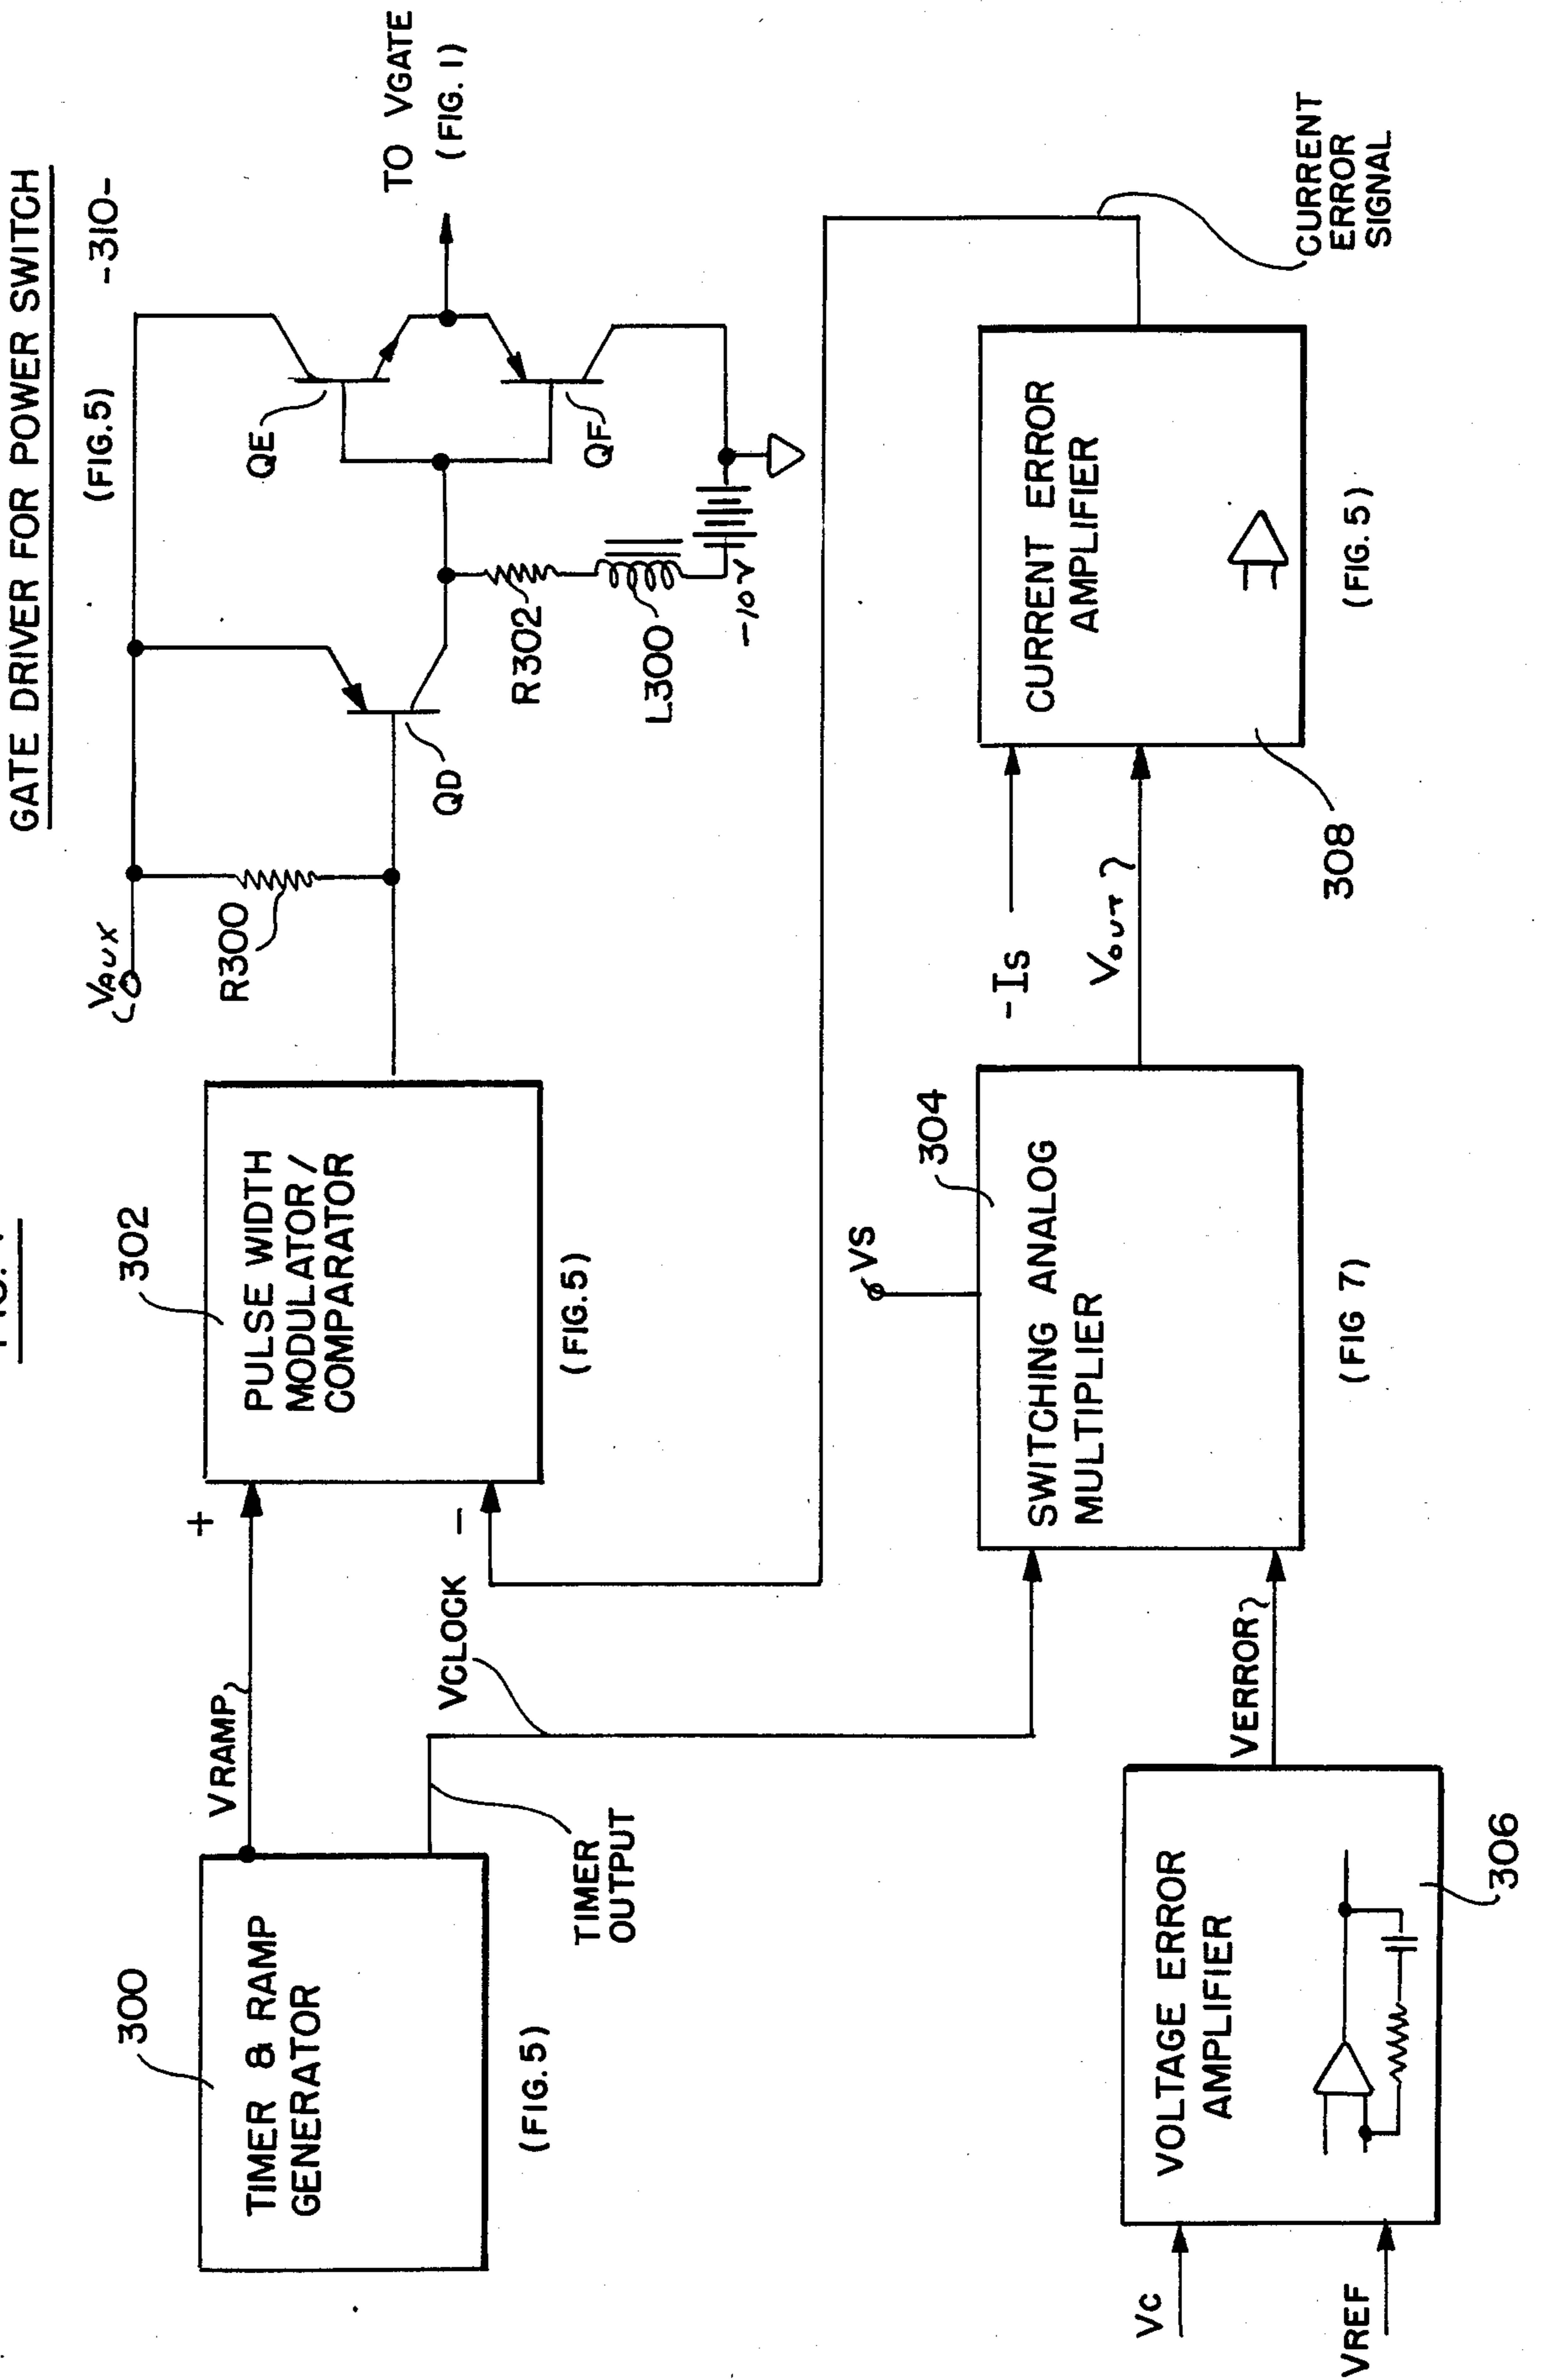 GATE DRIVER FOR POWER SWITCH
(FIG.5) -310-
VAUX
R300
QD
QE
QF
R302
L300
-10V
TO VGATE
(FIG. 1)
300
TIMER & RAMP
GENERATOR
(FIG.5)
VRAMP
+
302
PULSE WIDTH
MODULATOR/
COMPARATOR
(FIG.5)
-
VCLOCK
TIMER
OUTPUT
VC
VREF
VOLTAGE ERROR
AMPLIFIER
306
VERROR
VS
304
SWITCHING ANALOG
MULTIPLIER
(FIG 7)
-IS
VOUT
CURRENT ERROR
AMPLIFIER
308
(FIG. 5)
CURRENT
ERROR
SIGNAL